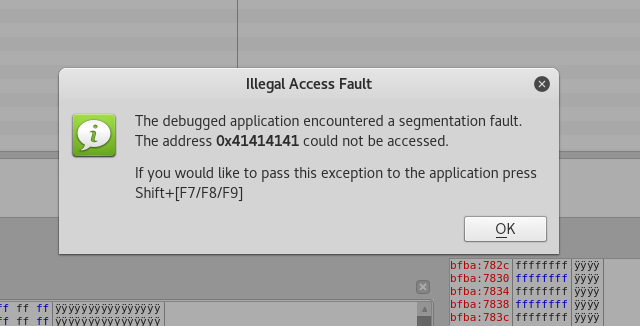 Illegal Access Fault
The debugged application encountered a segmentation fault.
The address 0x41414141 could not be accessed.
If you would like to pass this exception to the application press
Shift+[F7/F8/F9]
OK
bfba:782c ffffffff ÿÿÿÿ
bfba:7830 ffffffff ÿÿÿÿ
bfba:7834 ffffffff ÿÿÿÿ
bfba:7838 ffffffff ÿÿÿÿ
bfba:783c ffffffff ÿÿÿÿ
ff ff ff ÿÿÿÿÿÿÿÿÿÿÿÿÿÿÿÿ
ff ff ff ÿÿÿÿÿÿÿÿÿÿÿÿÿÿÿÿ